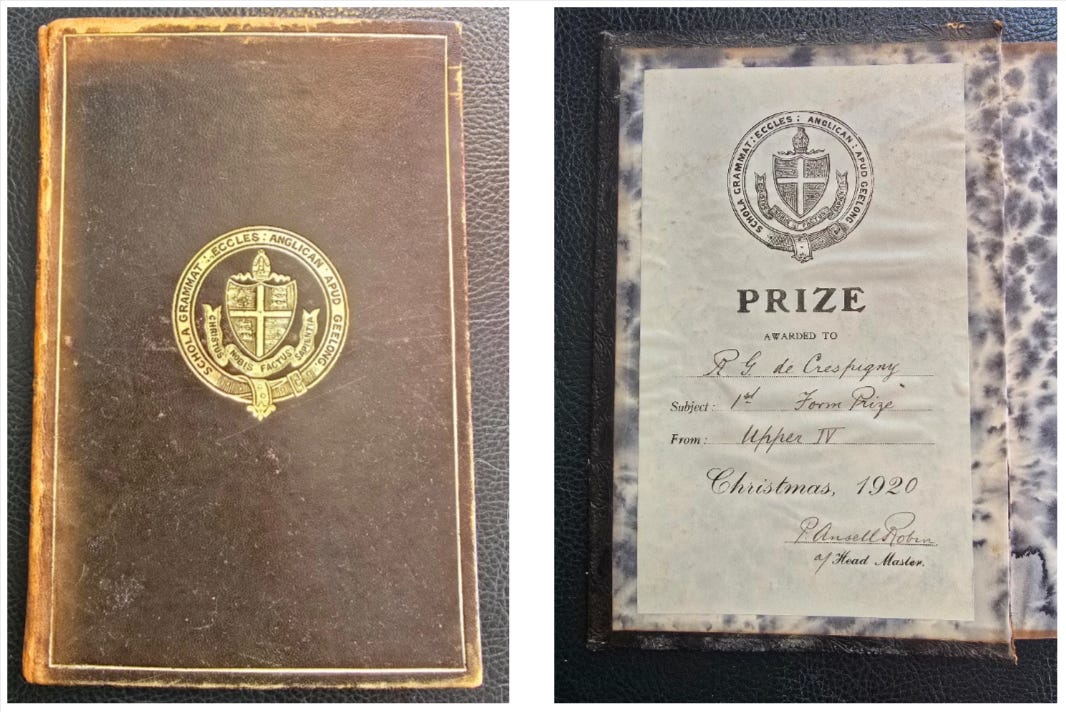 SCHOLA GRAMMAT: ECCLES: ANGLICAN APUD GEELONG
CHRISTUS NOBIS FACTUS SAPIENTIA
SCHOLA GRAMMAT: ECCLES: ANGLICAN: APUD GEELONG
PRIZE
AWARDED TO
R G. de Crespigny
Subject: 1st Form Prize
From: Upper IV
Christmas, 1920
P. Ansell Robin
a/ Head Master.